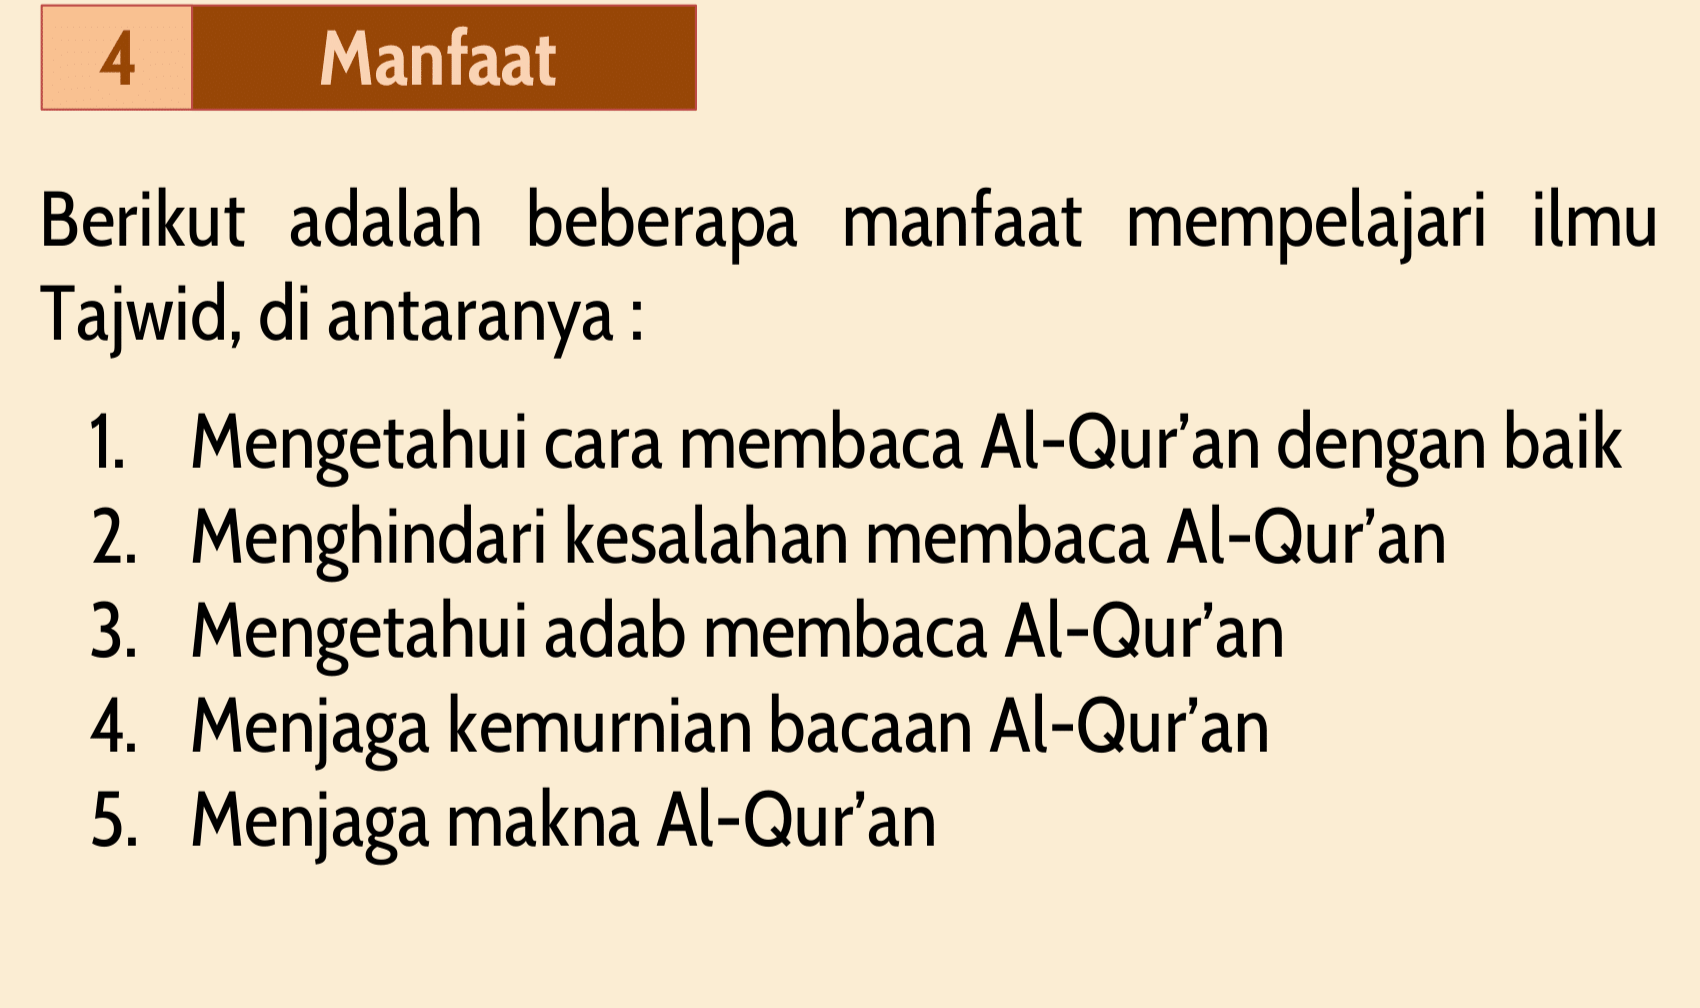 4 Manfaat
Berikut adalah beberapa manfaat mempelajari ilmu
Tajwid, di antaranya :
1. Mengetahui cara membaca Al-Qur’an dengan baik
2. Menghindari kesalahan membaca Al-Qur’an
3. Mengetahui adab membaca Al-Qur’an
4. Menjaga kemurnian bacaan Al-Qur’an
5. Menjaga makna Al-Qur’an